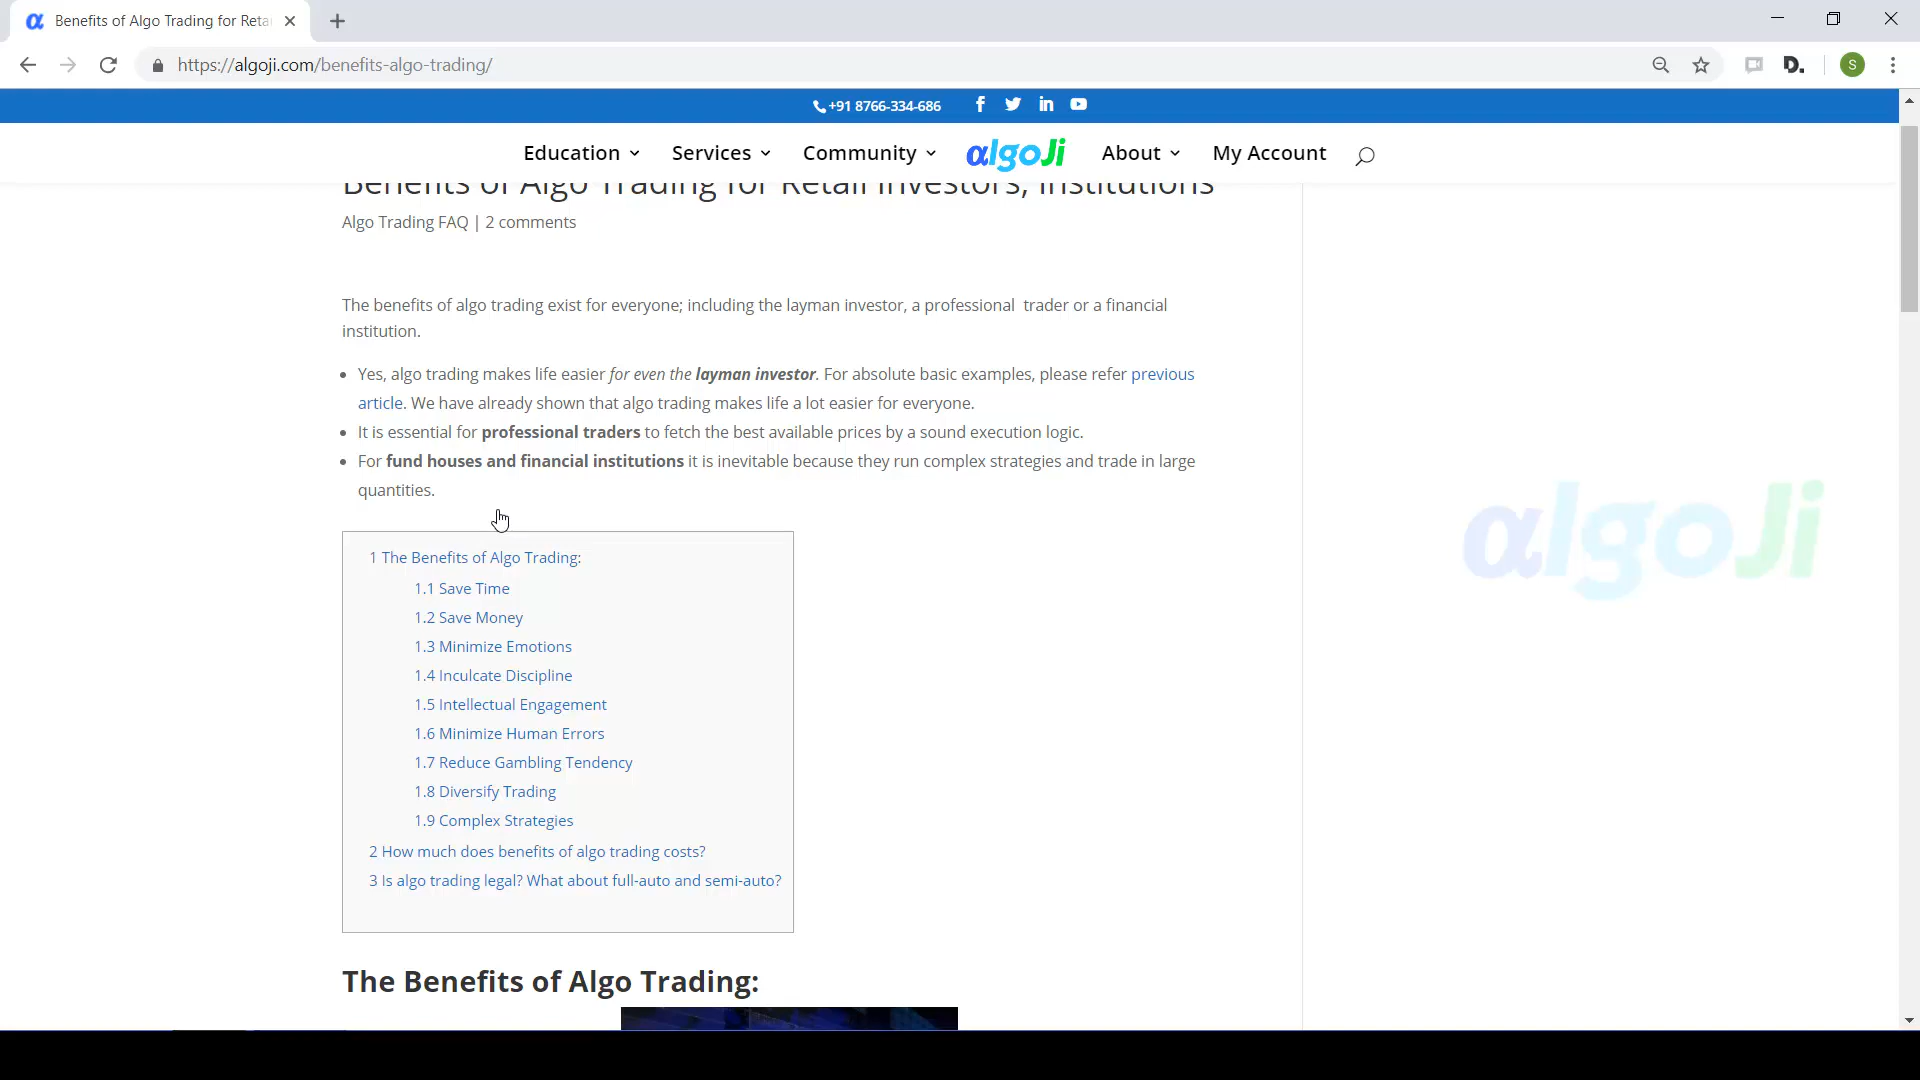 Benefits of Algo Trading for Reta
https://algoji.com/benefits-algo-trading/
D.
S
+91 8766-334-686
Education Services Community αlgoJi About My Account
Benefits of Algo Trading for Retail Investors, Institutions
Algo Trading FAQ | 2 comments
The benefits of algo trading exist for everyone; including the layman investor, a professional trader or a financial
institution.
• Yes, algo trading makes life easier for even the layman investor. For absolute basic examples, please refer previous
article. We have already shown that algo trading makes life a lot easier for everyone.
• It is essential for professional traders to fetch the best available prices by a sound execution logic.
• For fund houses and financial institutions it is inevitable because they run complex strategies and trade in large
quantities.
1 The Benefits of Algo Trading:
1.1 Save Time
1.2 Save Money
1.3 Minimize Emotions
1.4 Inculcate Discipline
1.5 Intellectual Engagement
1.6 Minimize Human Errors
1.7 Reduce Gambling Tendency
1.8 Diversify Trading
1.9 Complex Strategies
2 How much does benefits of algo trading costs?
3 Is algo trading legal? What about full-auto and semi-auto?
The Benefits of Algo Trading:
αlgoJi